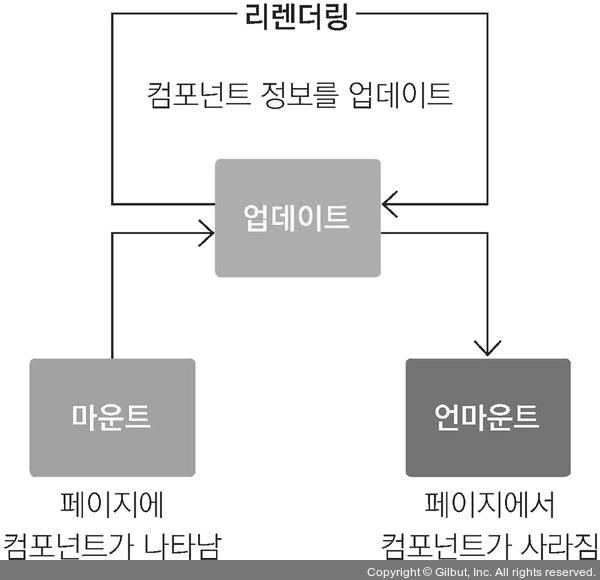 리렌더링
컴포넌트 정보를 업데이트
업데이트
마운트
언마운트
페이지에
컴포넌트가 나타남
페이지에서
컴포넌트가 사라짐
Copyright © Gilbut, Inc. All rights reserved.